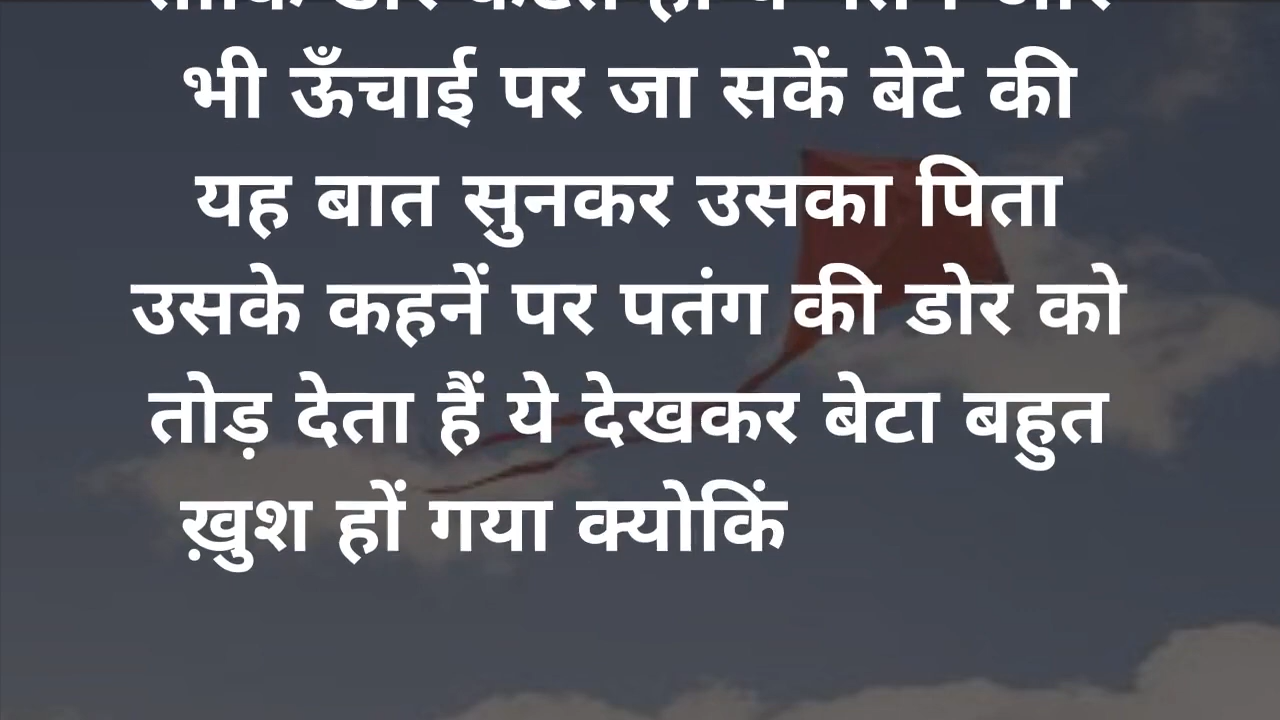 भी ऊँचाई पर जा सकें बेटे की
यह बात सुनकर उसका पिता
उसके कहनें पर पतंग की डोर को
तोड़ देता हैं ये देखकर बेटा बहुत
ख़ुश हों गया क्योकिं